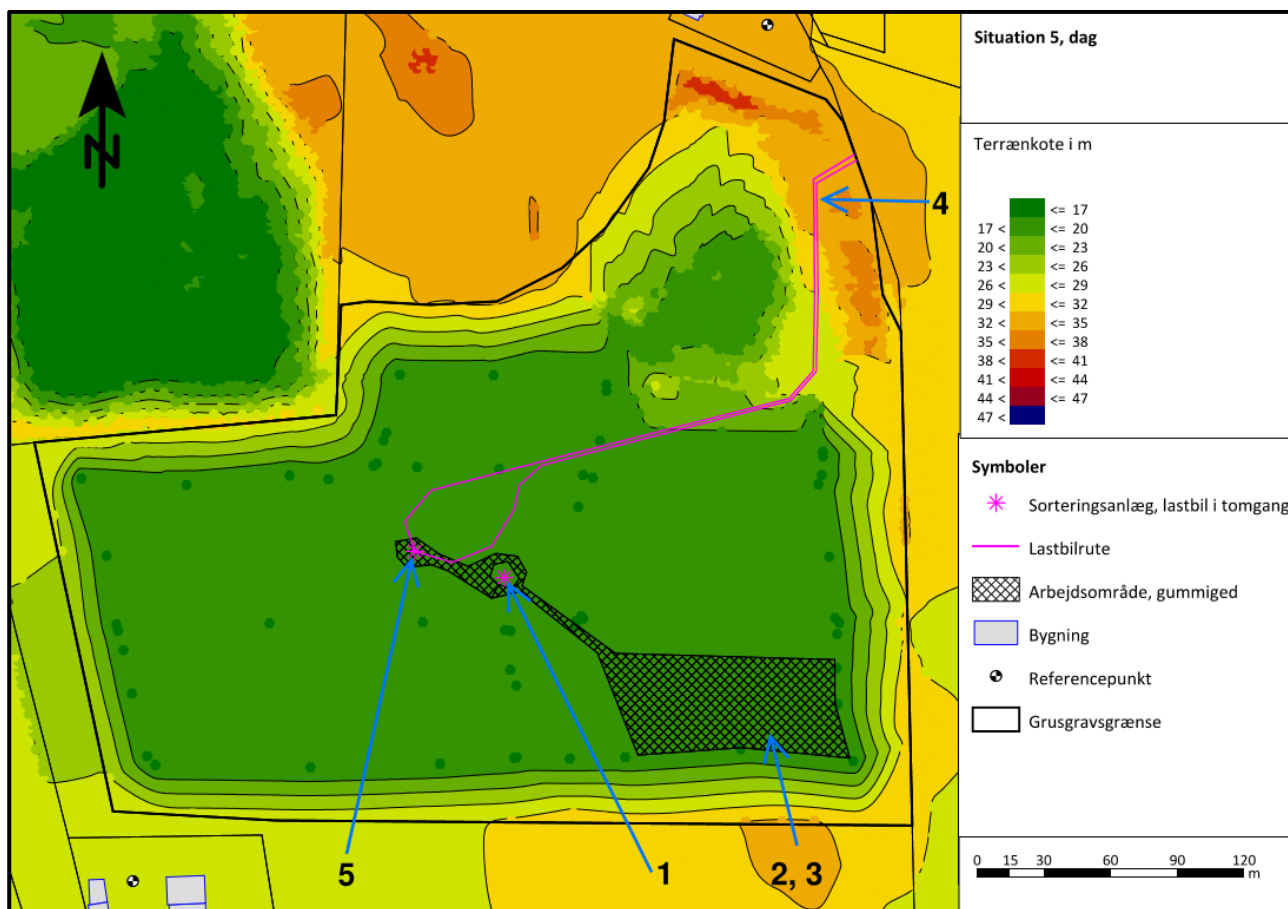 Situation 5, dag
Terrænkote i m
<= 17
17 < <= 20
20 < <= 23
23 < <= 26
26 < <= 29
29 < <= 32
32 < <= 35
35 < <= 38
38 < <= 41
41 < <= 44
44 < <= 47
47 <
Symboler
Sorteringsanlæg, lastbil i tomgang
Lastbilrute
Arbejdsområde, gummiged
Bygning
Referencepunkt
Grusgravsgrænse
0 15 30 60 90 120
m
N
4
5
1
2, 3